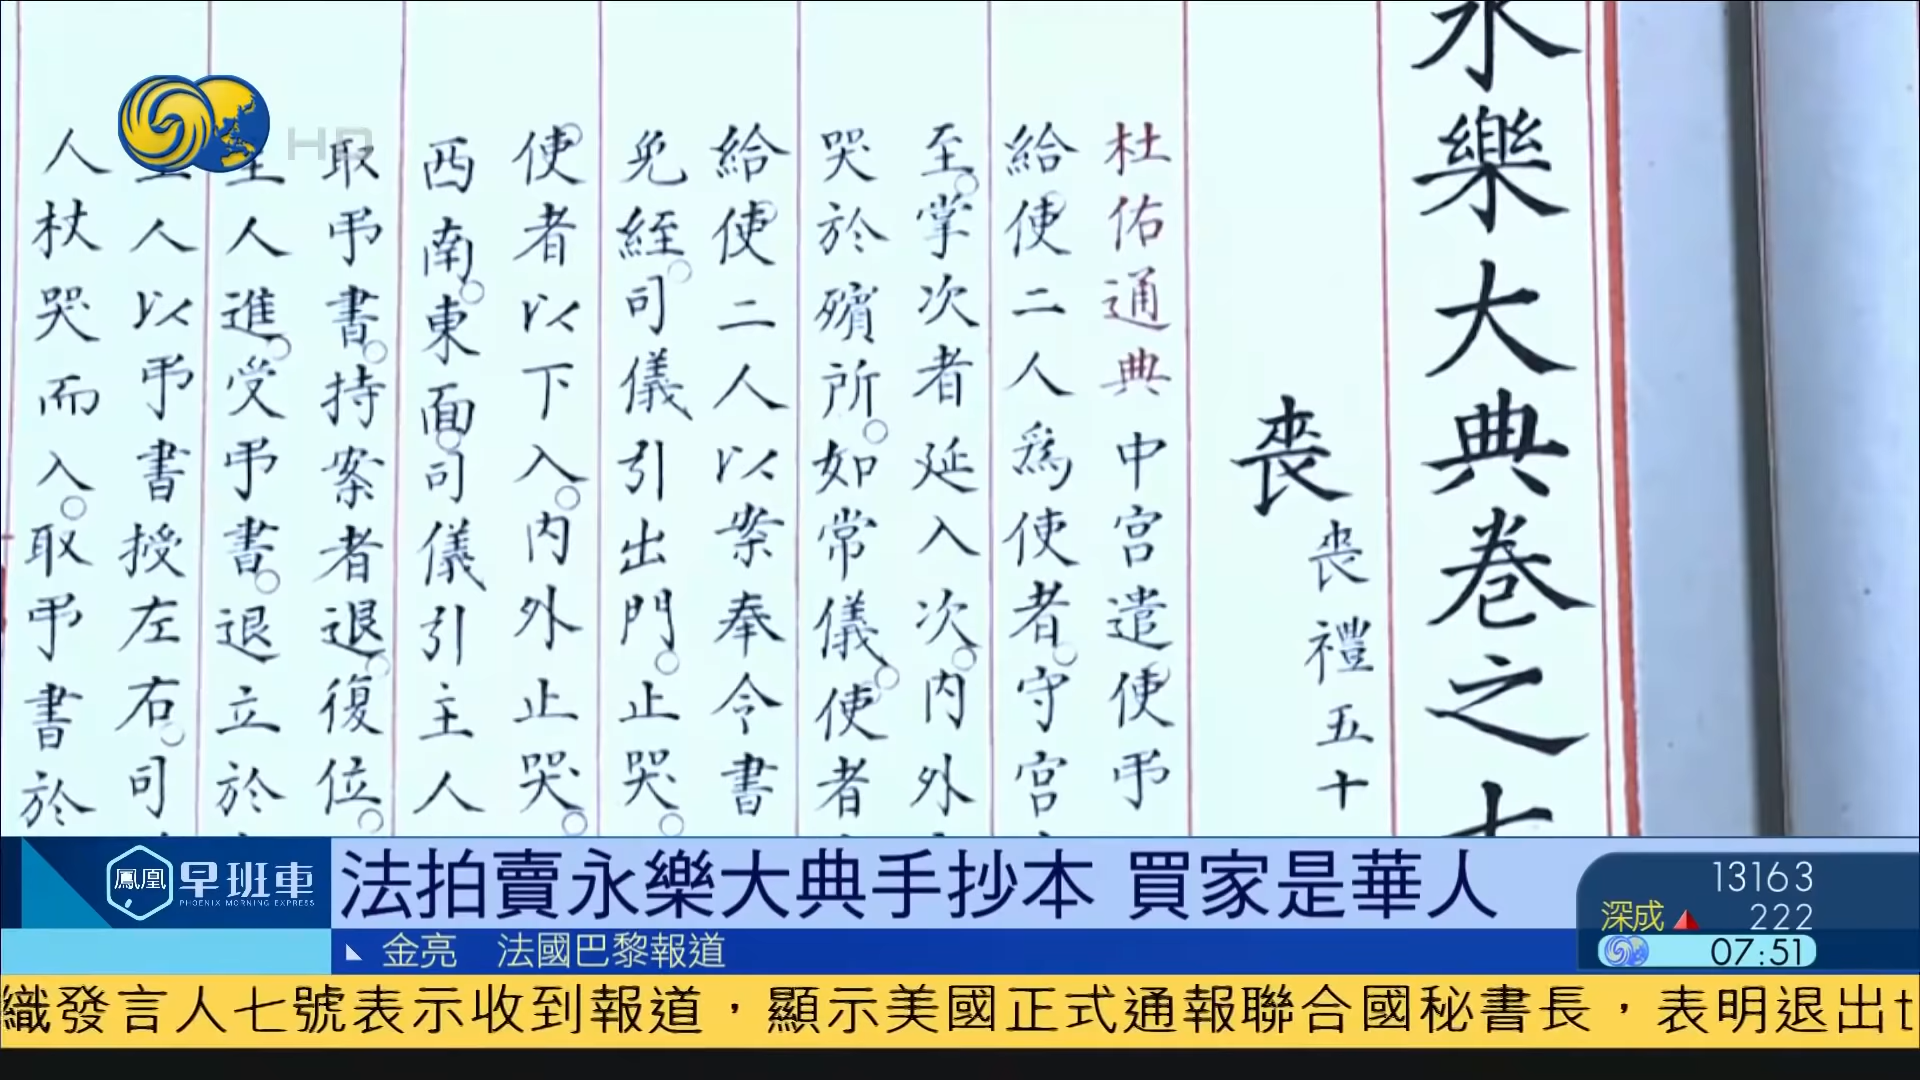 永樂大典卷之
喪 喪禮五十
杜佑通典 中宮遣使弔
給使二人爲使者。守宮
至。掌次者延入次。內外
哭於殯所。如常儀。使者
給使二人以案奉令書
免絰。司儀引出門。止哭。
使者以下入。內外止哭。
西南。東面。司儀引主人
取弔書。持案者退。復位。
主人進。受弔書。退立於
主人以弔書授左右。司
人杖哭而入。取弔書於
HD
鳳凰 早班車
PHOENIX MORNING EXPRESS
法拍賣永樂大典手抄本 買家是華人
金亮 法國巴黎報道
13163
深成 222
07:51
織發言人七號表示收到報道，顯示美國正式通報聯合國秘書長，表明退出